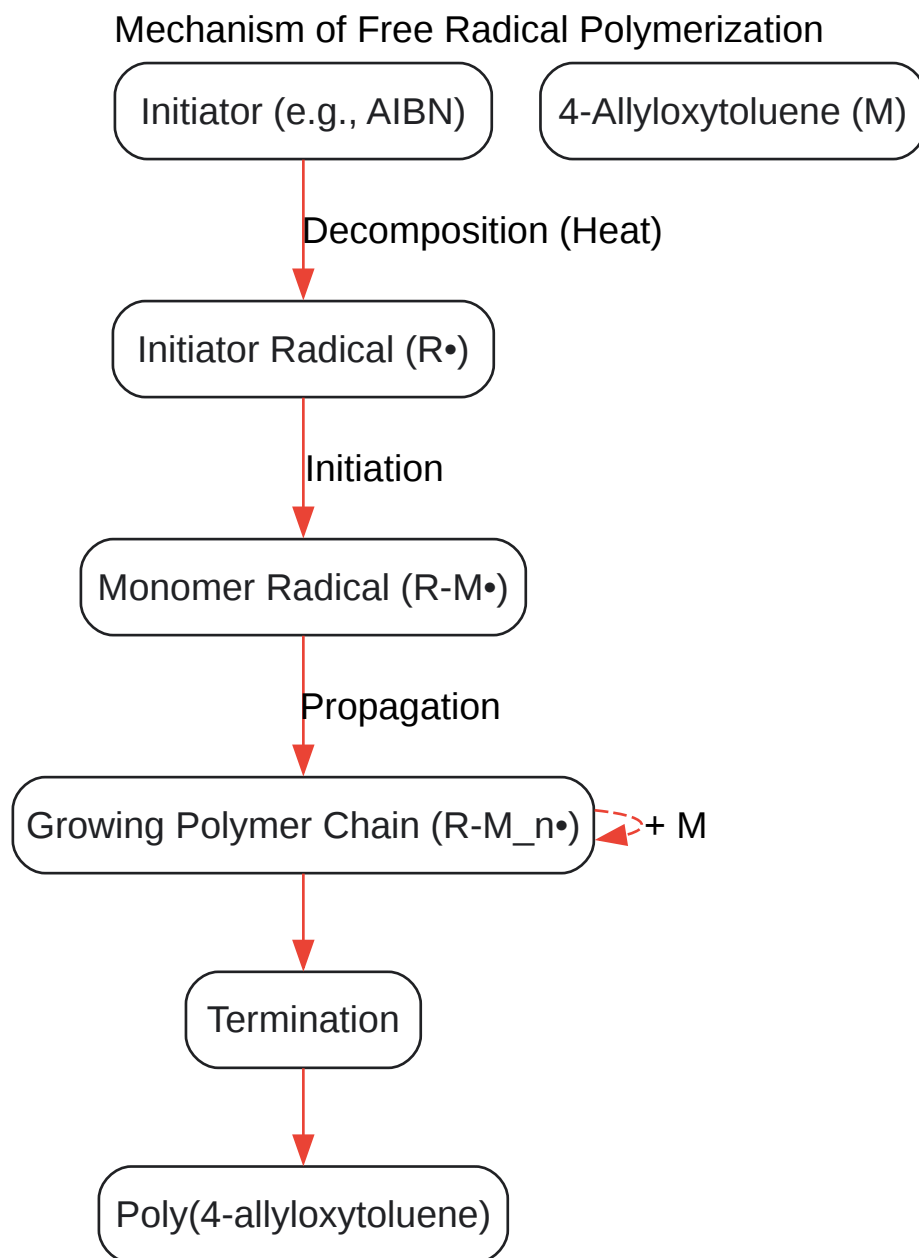 Mechanism of Free Radical Polymerization
Initiator (e.g., AIBN)
4-Allyloxytoluene (M)
Decomposition (Heat)
Initiator Radical (R•)
Initiation
Monomer Radical (R-M•)
Propagation
Growing Polymer Chain (R-M_n•)
+ M
Termination
Poly(4-allyloxytoluene)